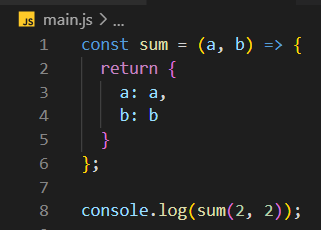 JS main.js > ...
1 const sum = (a, b) => {
2   return {
3     a: a,
4     b: b
5   }
6 };
7
8 console.log(sum(2, 2));